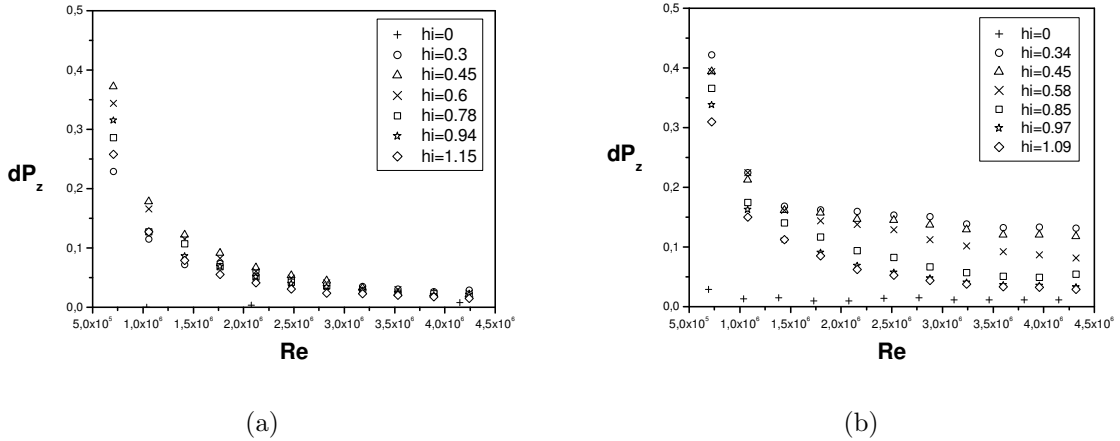 0,5
0,4
0,3
0,2
0,1
0,0
dP_z
5,0x10^5
1,0x10^6
1,5x10^6
2,0x10^6
2,5x10^6
3,0x10^6
3,5x10^6
4,0x10^6
4,5x10^6
Re
hi=0
hi=0.3
hi=0.45
hi=0.6
hi=0.78
hi=0.94
hi=1.15
(a)
0,5
0,4
0,3
0,2
0,1
0,0
dP_z
5,0x10^5
1,0x10^6
1,5x10^6
2,0x10^6
2,5x10^6
3,0x10^6
3,5x10^6
4,0x10^6
4,5x10^6
Re
hi=0
hi=0.34
hi=0.45
hi=0.58
hi=0.85
hi=0.97
hi=1.09
(b)